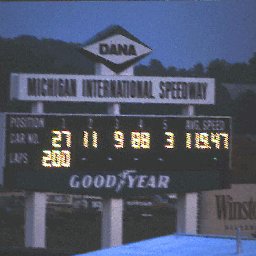 DANA
MICHIGAN INTERNATIONAL SPEEDWAY
POSITION 1 2 3 4 5 AVG. SPEED
CAR NO. 27 11 9 88 3 119.47
LAPS 200
GOODYEAR
Winston